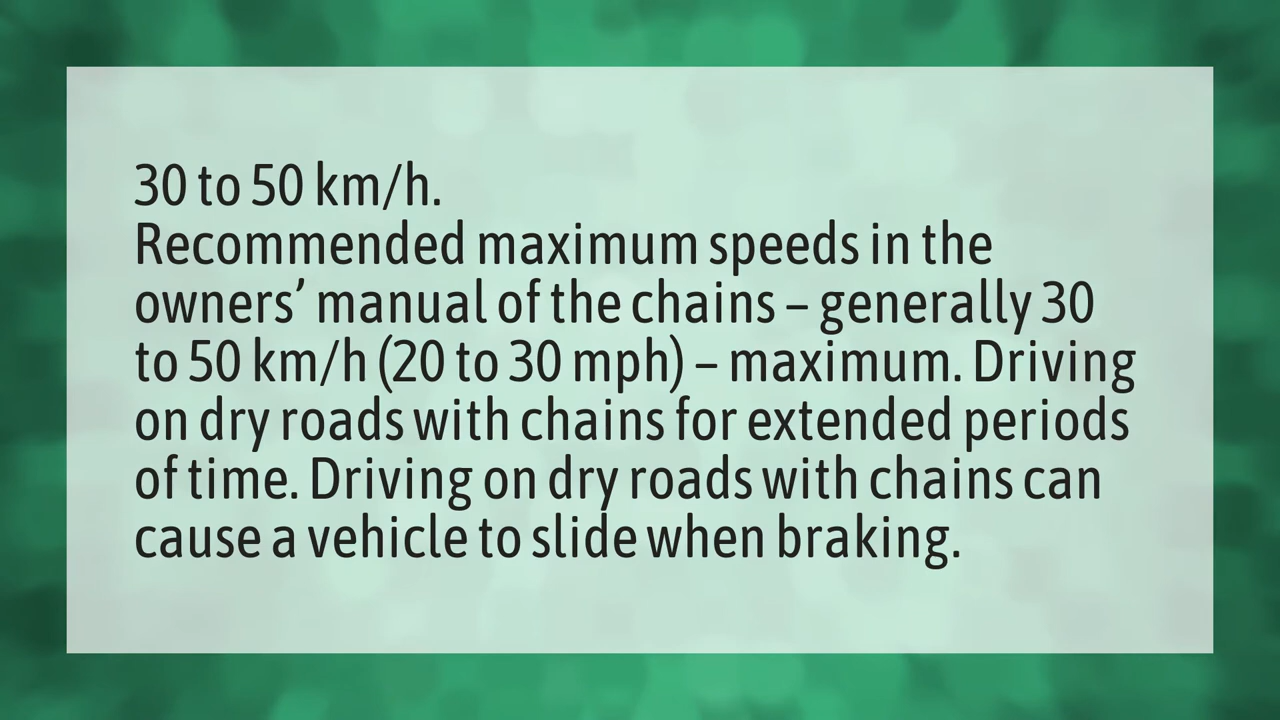 30 to 50 km/h.
Recommended maximum speeds in the
owners’ manual of the chains – generally 30
to 50 km/h (20 to 30 mph) – maximum. Driving
on dry roads with chains for extended periods
of time. Driving on dry roads with chains can
cause a vehicle to slide when braking.